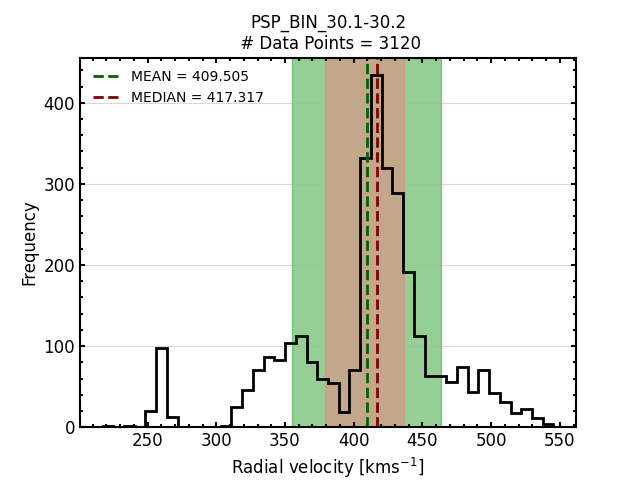 PSP_BIN_30.1-30.2
# Data Points = 3120
MEAN = 409.505
MEDIAN = 417.317
400
300
200
100
0
Frequency
250 300 350 400 450 500 550
Radial velocity [kms⁻¹]